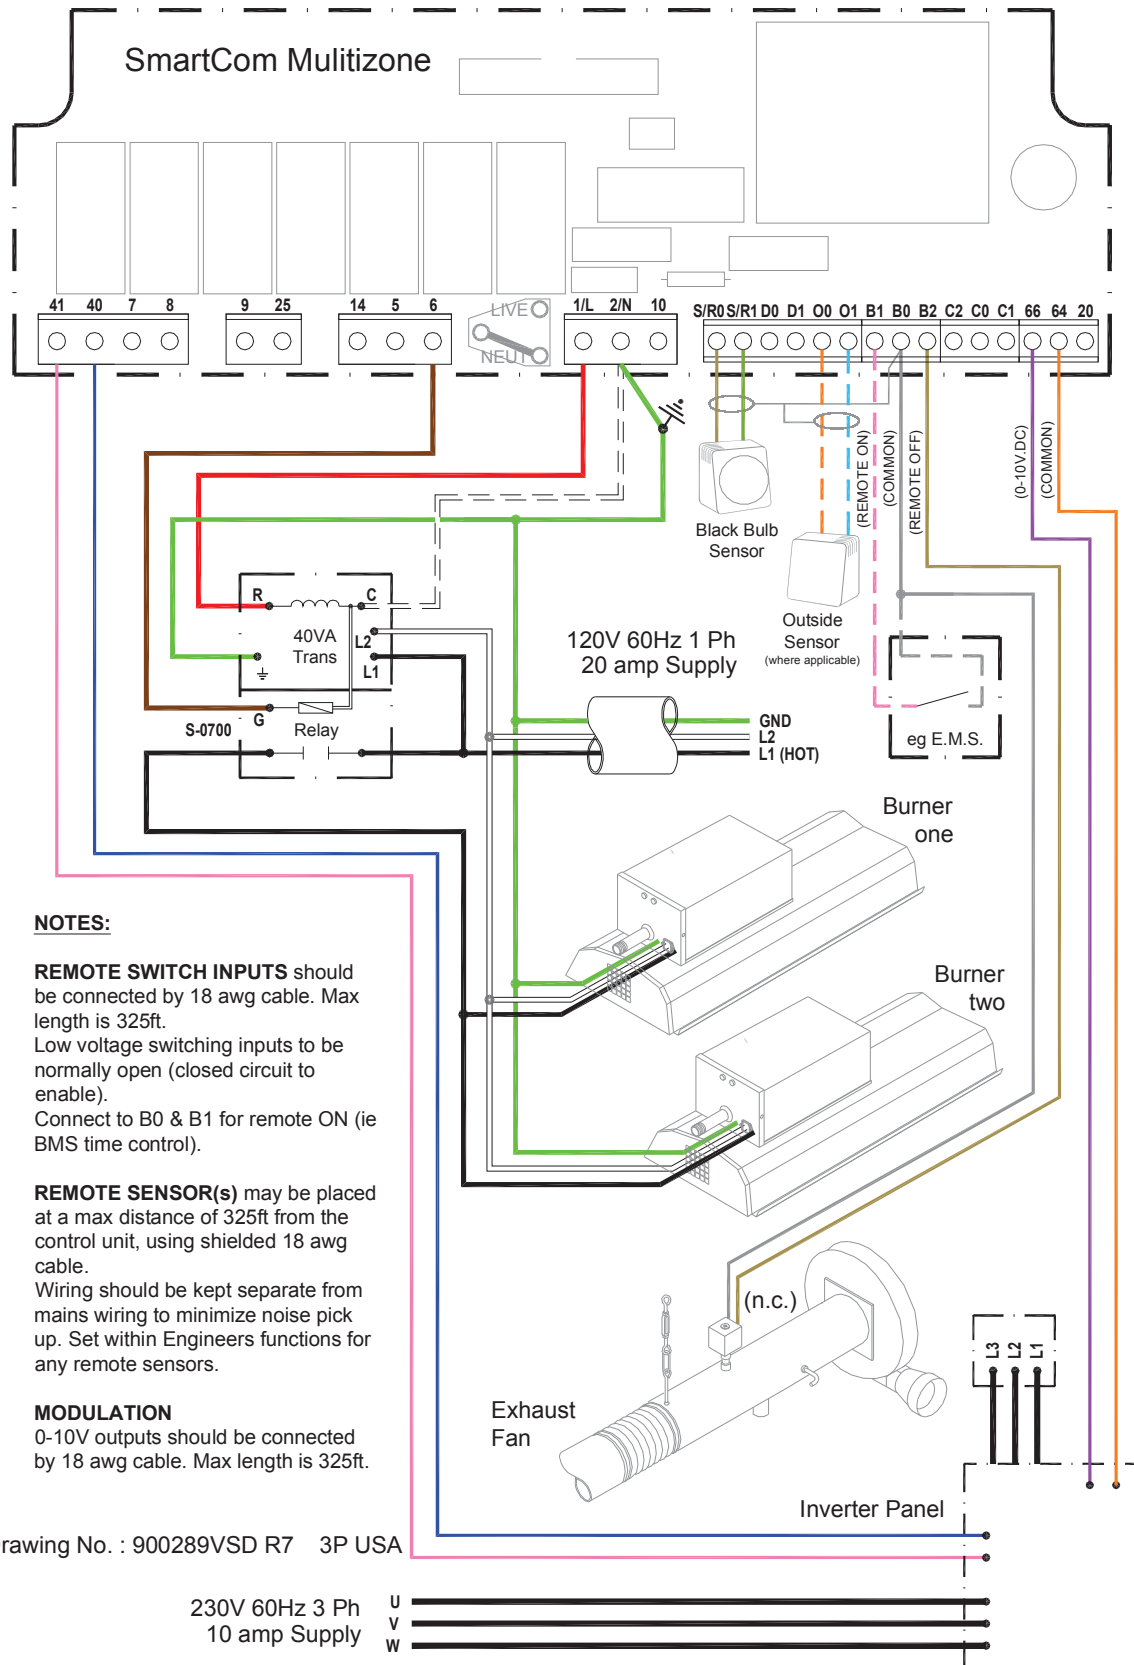 SmartCom Mulitizone
41 40 7 8 9 25 14 5 6
LIVE
NEUT
1/L 2/N 10
S/R0 S/R1 D0 D1 O0 O1 B1 B0 B2 C2 C0 C1 66 64 20
(REMOTE ON)
(COMMON)
(REMOTE OFF)
(0-10V.DC)
(COMMON)
Black Bulb
Sensor
Outside
Sensor
(where applicable)
R
C
40VA
Trans
L2
L1
G
S-0700
Relay
120V 60Hz 1 Ph
20 amp Supply
GND
L2
L1 (HOT)
eg E.M.S.
Burner
one
Burner
two
NOTES:
REMOTE SWITCH INPUTS should
be connected by 18 awg cable. Max
length is 325ft.
Low voltage switching inputs to be
normally open (closed circuit to
enable).
Connect to B0 & B1 for remote ON (ie
BMS time control).
REMOTE SENSOR(s) may be placed
at a max distance of 325ft from the
control unit, using shielded 18 awg
cable.
Wiring should be kept separate from
mains wiring to minimize noise pick
up. Set within Engineers functions for
any remote sensors.
MODULATION
0-10V outputs should be connected
by 18 awg cable. Max length is 325ft.
(n.c.)
Exhaust
Fan
L3
L2
L1
Inverter Panel
rawing No. : 900289VSD R7 3P USA
230V 60Hz 3 Ph
10 amp Supply
U
V
W